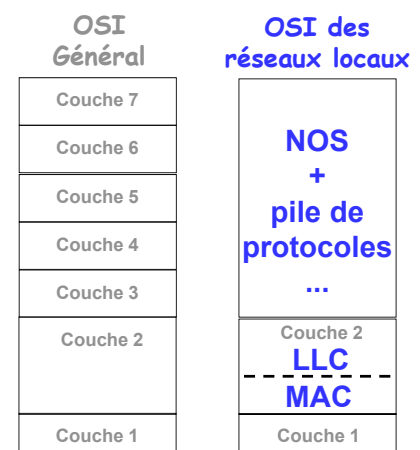 OSI
Général
Couche 7
Couche 6
Couche 5
Couche 4
Couche 3
Couche 2
Couche 1
OSI des
réseaux locaux
NOS
+
pile de
protocoles
...
Couche 2
LLC
MAC
Couche 1